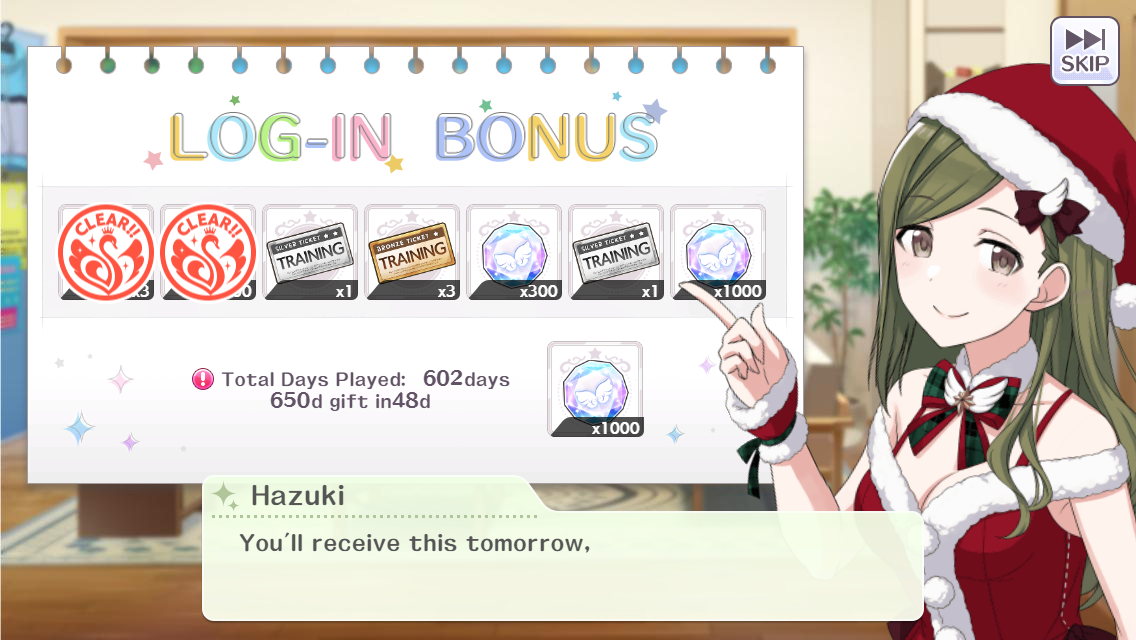 SKIP
LOG-IN BONUS
CLEAR!!
CLEAR!!
SILVER TICKET
TRAINING
BRONZE TICKET
TRAINING
SILVER TICKET
TRAINING
x3
x1
x3
x300
x1
x1000
Total Days Played: 602days
650d gift in48d
x1000
Hazuki
You'll receive this tomorrow,